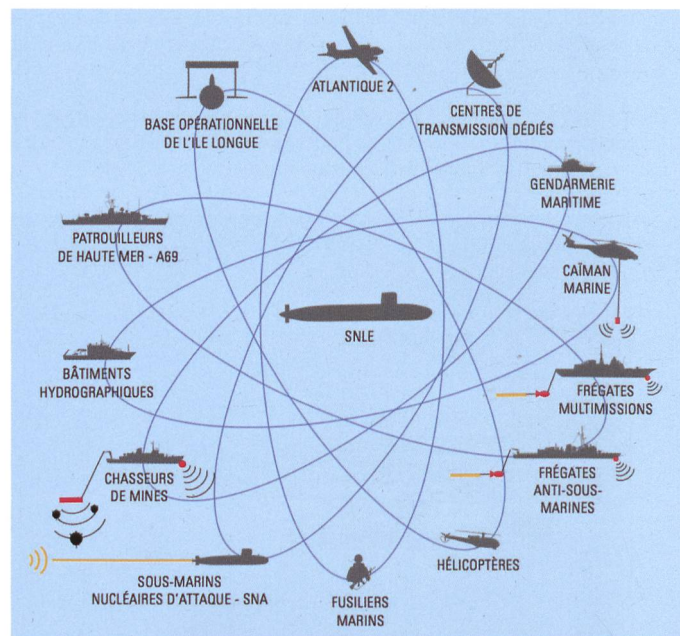 ATLANTIQUE 2
BASE OPÉRATIONNELLE
DE L'ILE LONGUE
CENTRES DE
TRANSMISSION DÉDIÉS
GENDARMERIE
MARITIME
PATROUILLEURS
DE HAUTE MER - A69
CAÏMAN
MARINE
SNLE
BÂTIMENTS
HYDROGRAPHIQUES
FRÉGATES
MULTIMISSIONS
CHASSEURS
DE MINES
FRÉGATES
ANTI-SOUS-
MARINES
HÉLICOPTÈRES
SOUS-MARINS
NUCLÉAIRES D'ATTAQUE - SNA
FUSILIERS
MARINS